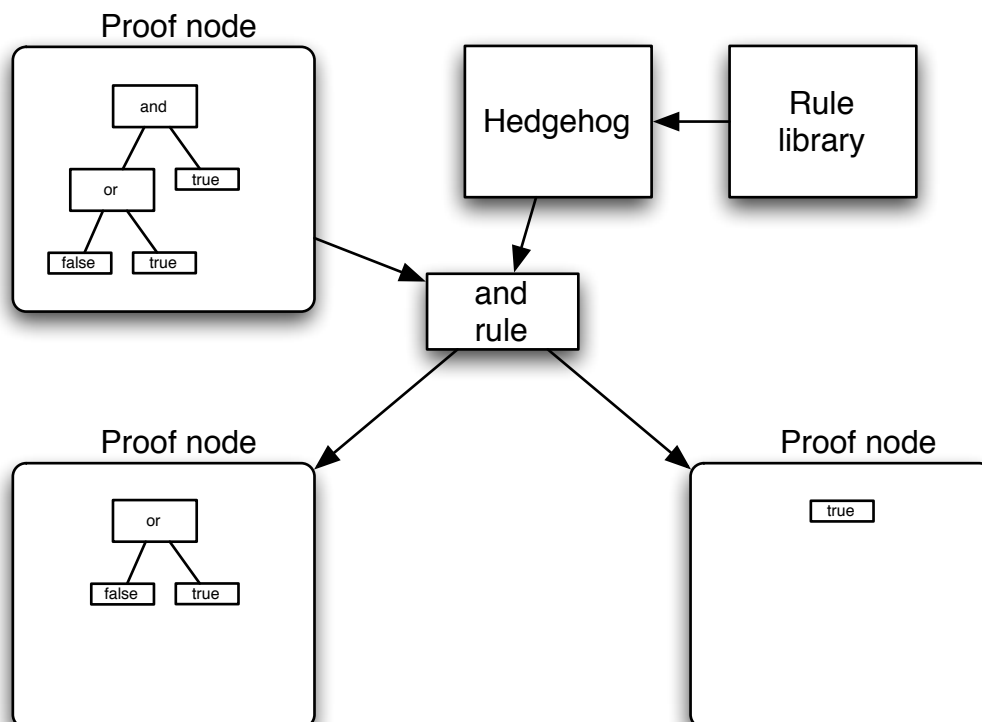 Proof node
and
or
true
false
true
Hedgehog
Rule
library
and
rule
Proof node
or
false
true
Proof node
true